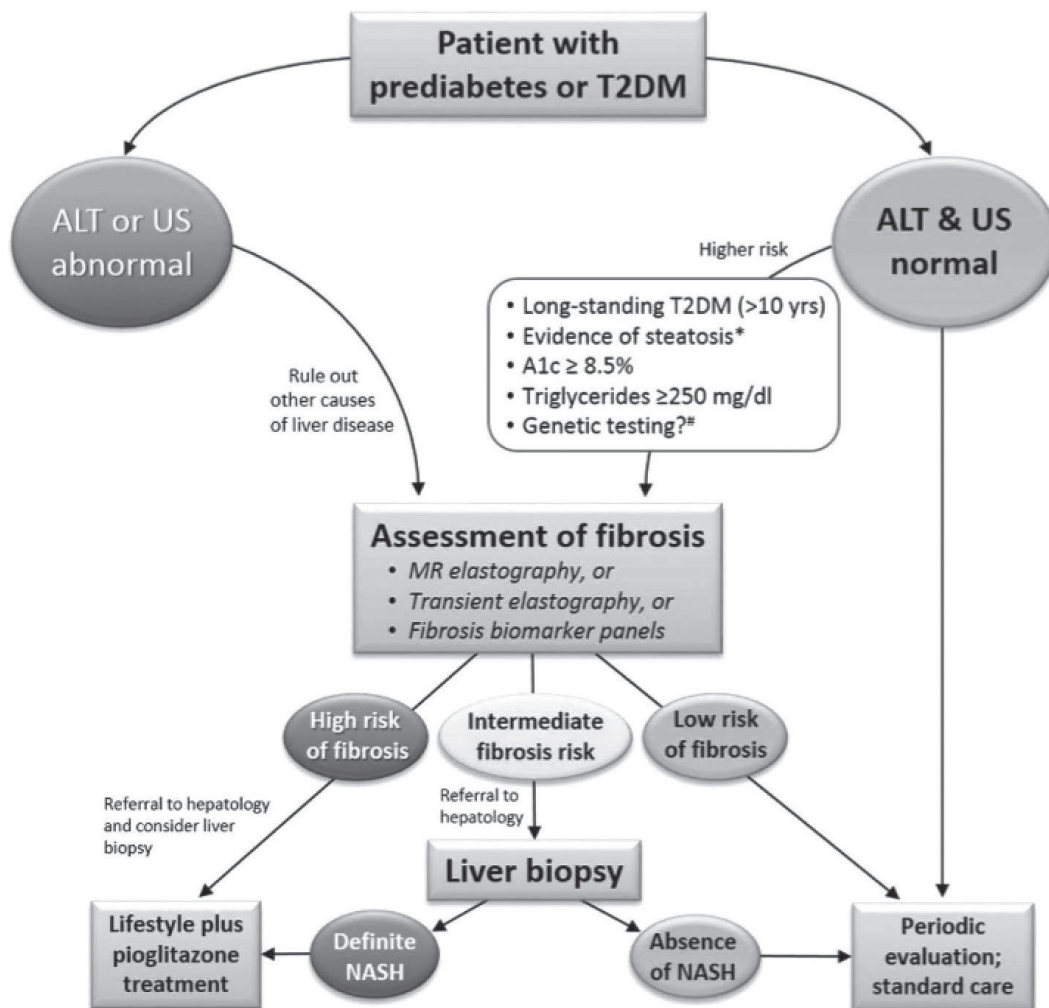 Patient with
prediabetes or T2DM
ALT or US
abnormal
ALT & US
normal
Higher risk
• Long-standing T2DM (>10 yrs)
• Evidence of steatosis*
• A1c ≥ 8.5%
• Triglycerides ≥250 mg/dl
• Genetic testing?#
Rule out
other causes
of liver disease
Assessment of fibrosis
• MR elastography, or
• Transient elastography, or
• Fibrosis biomarker panels
High risk
of fibrosis
Intermediate
fibrosis risk
Low risk
of fibrosis
Referral to hepatology
and consider liver
biopsy
Referral to
hepatology
Liver biopsy
Lifestyle plus
pioglitazone
treatment
Definite
NASH
Absence
of NASH
Periodic
evaluation;
standard care